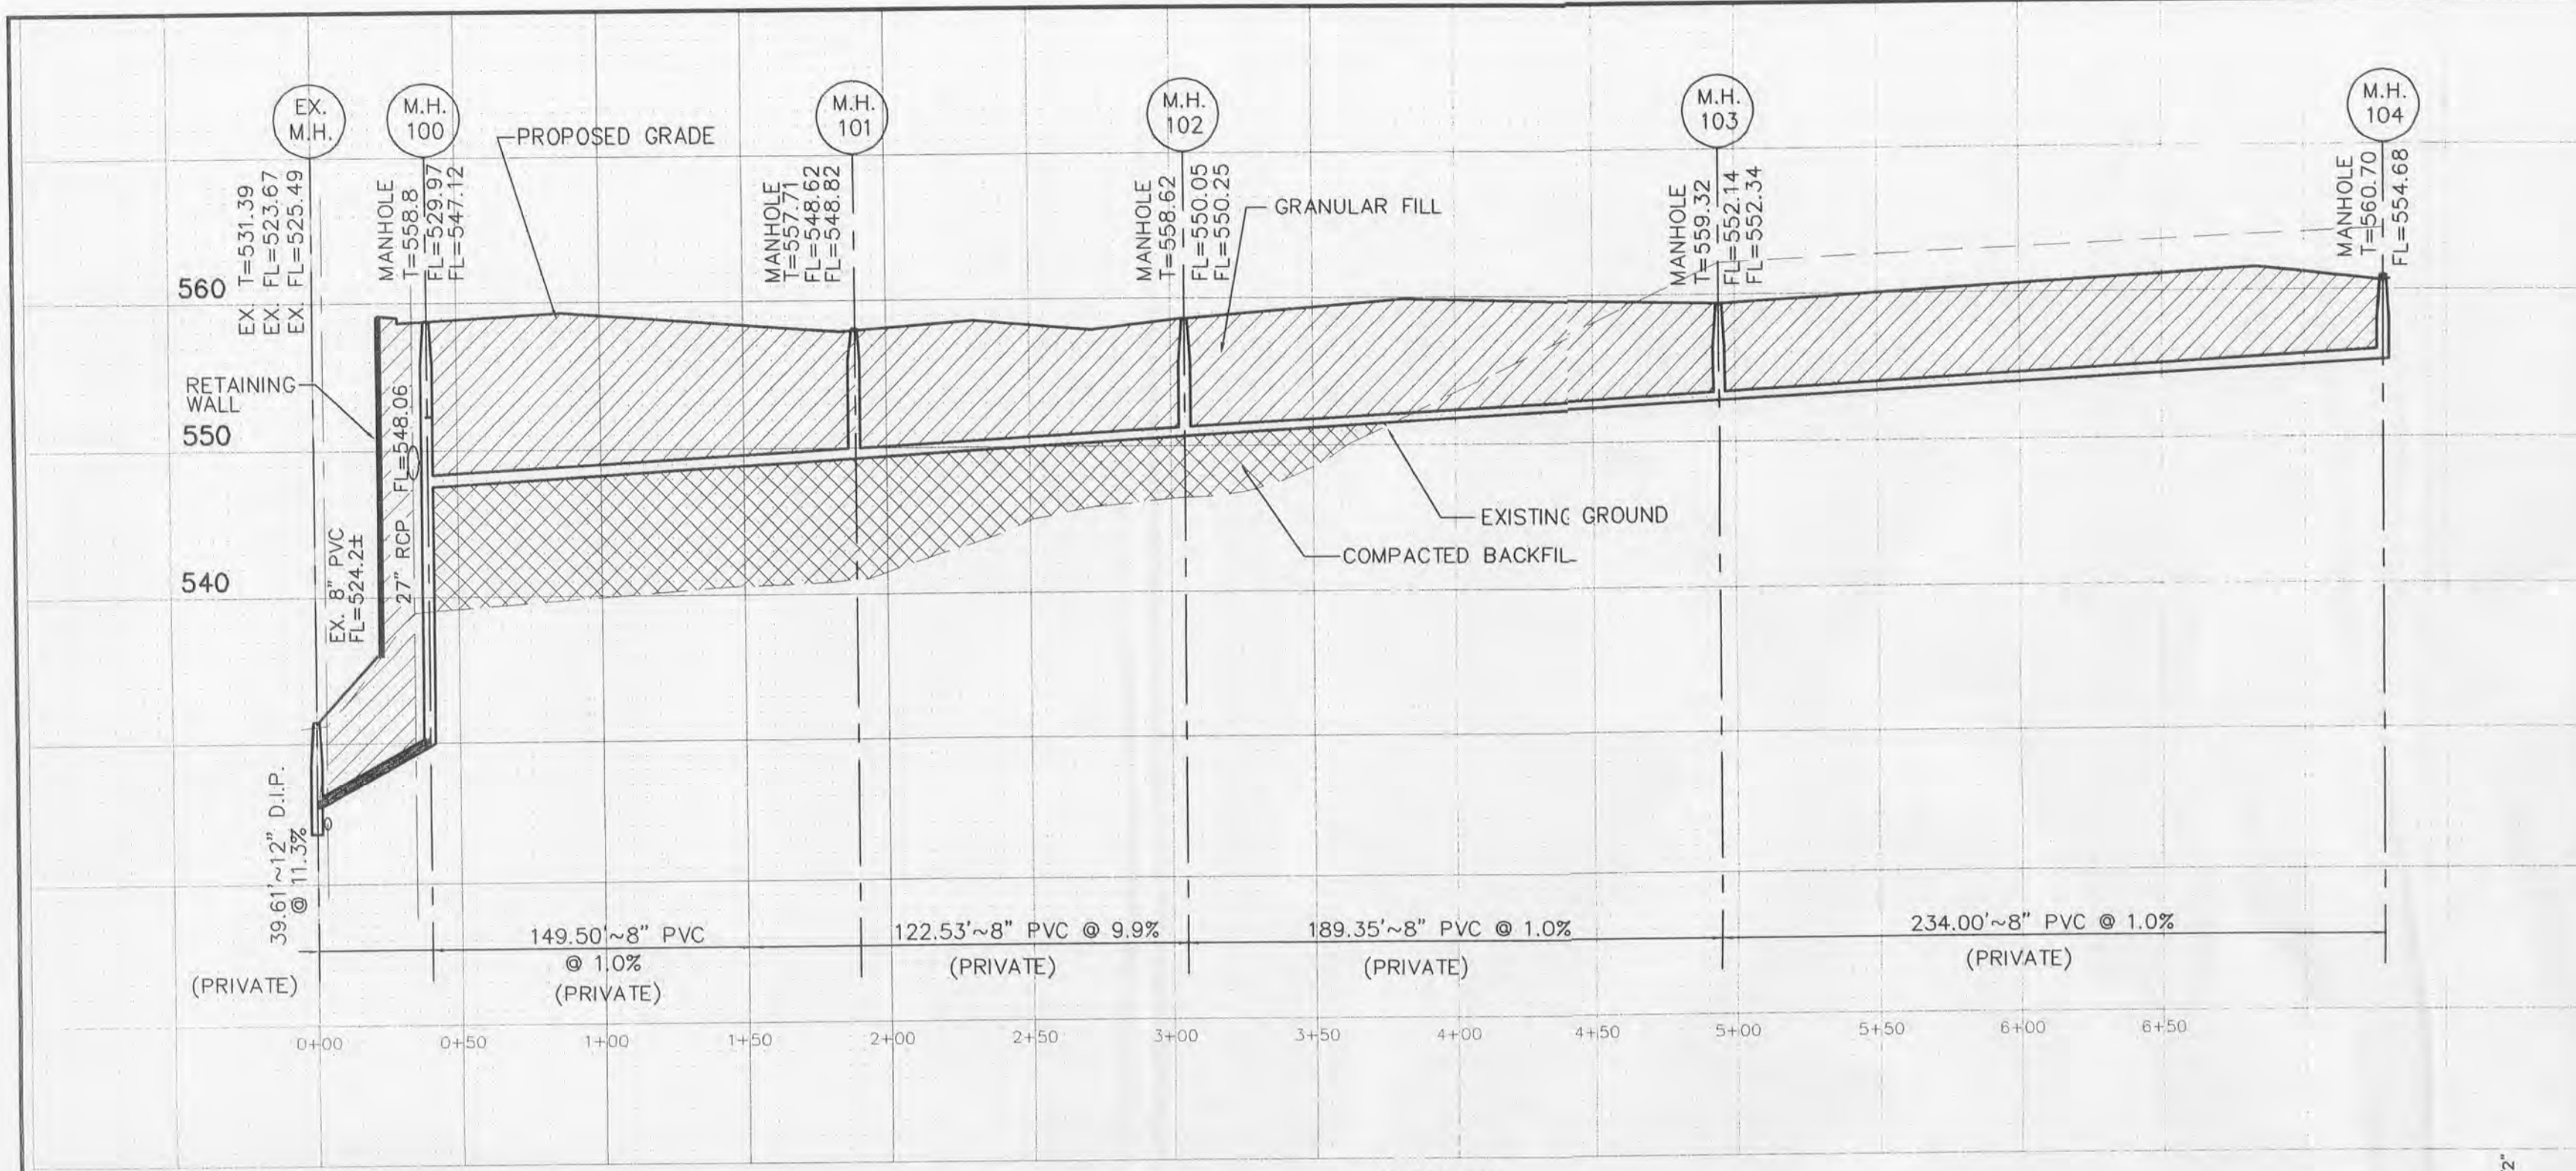 EX.
M.H.
M.H.
100
M.H.
101
M.H.
102
M.H.
103
M.H.
104
EX. T=531.39
EX. FL=523.67
EX. FL=525.49
MANHOLE
T=558.8
FL=529.97
FL=547.12
PROPOSED GRADE
MANHOLE
T=557.71
FL=548.62
FL=548.82
MANHOLE
T=558.62
FL=550.05
FL=550.25
GRANULAR FILL
MANHOLE
T=559.32
FL=552.14
FL=552.34
MANHOLE
T=560.70
FL=554.68
560
RETAINING
WALL
550
540
EX. 8" PVC
FL=524.2±
27" RCP
FL=548.06
EXISTING GROUND
COMPACTED BACKFIL
39.61'~12" D.I.P.
@ 11.3%
(PRIVATE)
149.50'~8" PVC
@ 1.0%
(PRIVATE)
122.53'~8" PVC @ 9.9%
(PRIVATE)
189.35'~8" PVC @ 1.0%
(PRIVATE)
234.00'~8" PVC @ 1.0%
(PRIVATE)
0+00 0+50 1+00 1+50 2+00 2+50 3+00 3+50 4+00 4+50 5+00 5+50 6+00 6+50
2"